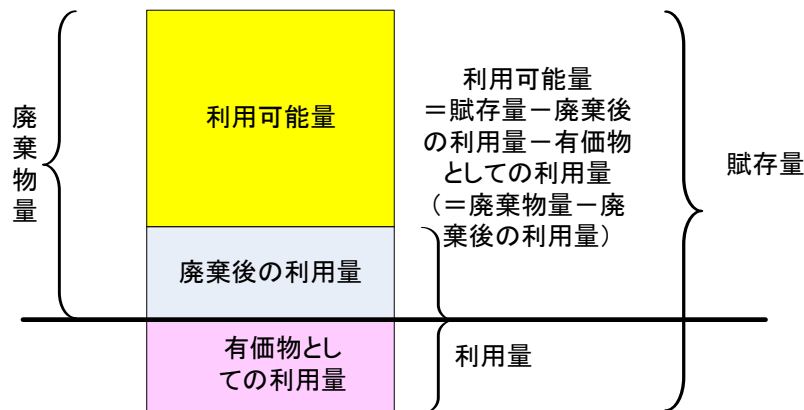 廃
棄
物
量
利用可能量
廃棄後の利用量
有価物とし
ての利用量
利用可能量
=賦存量-廃棄後
の利用量-有価物
としての利用量
(=廃棄物量-廃
棄後の利用量)
利用量
賦存量